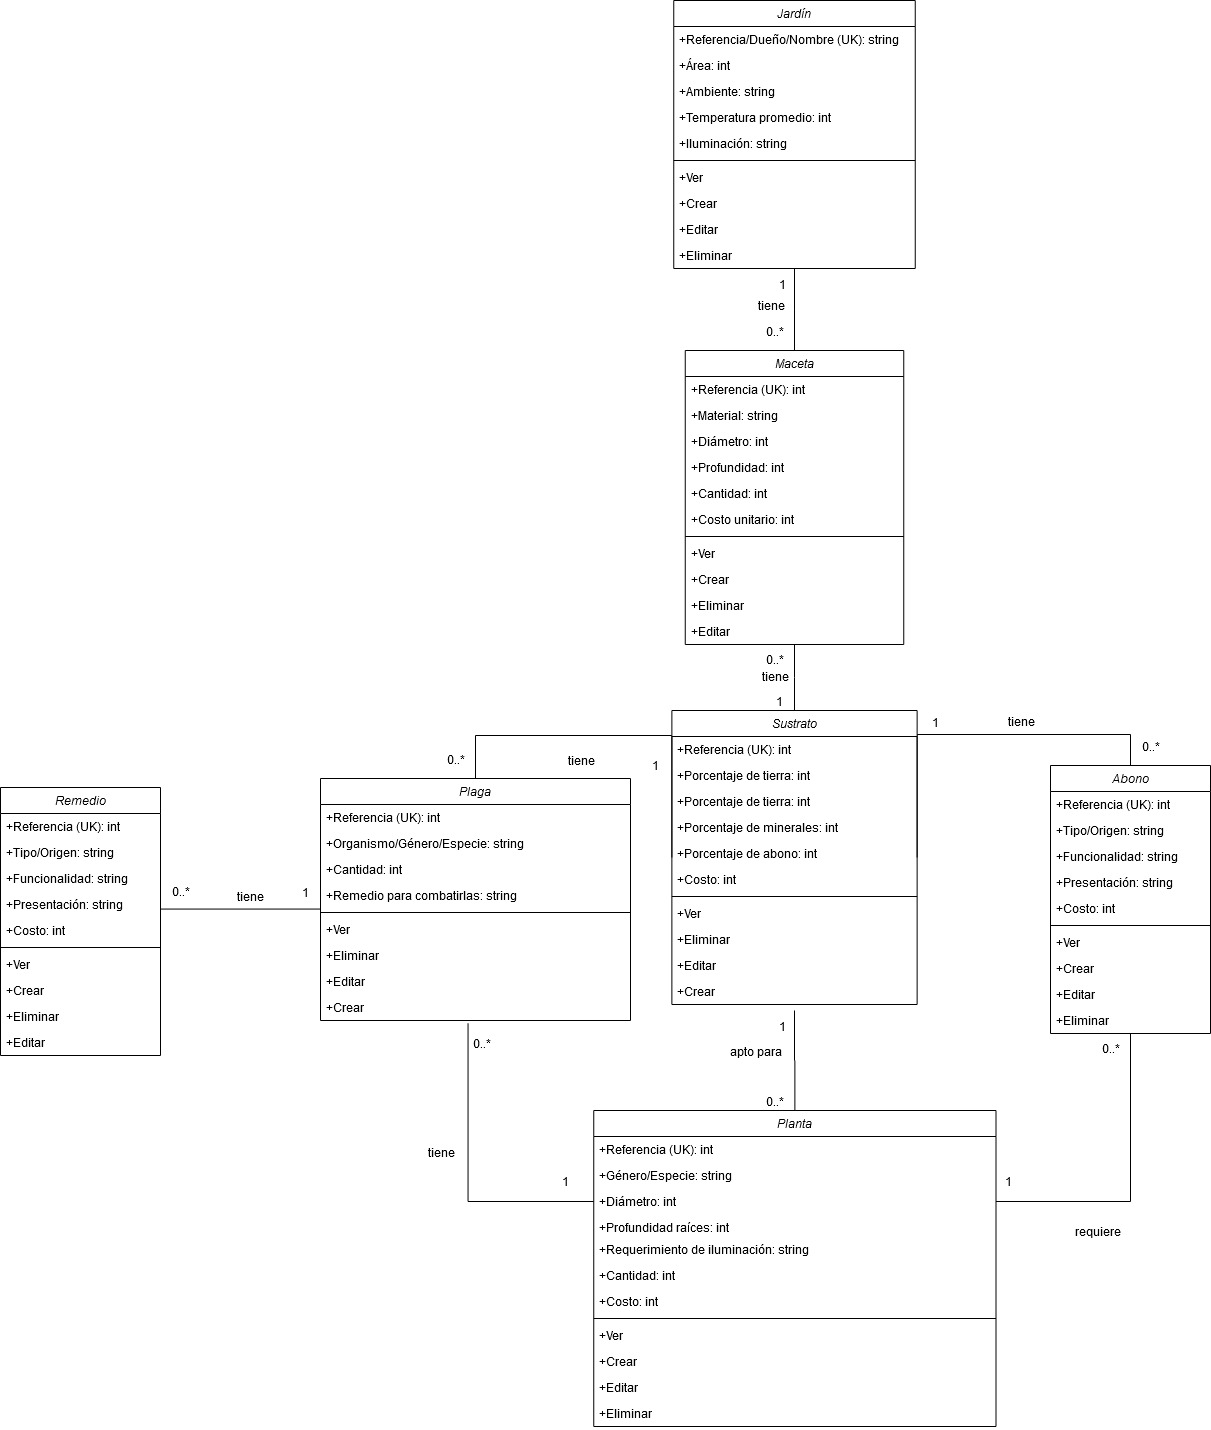 Jardín
+Referencia/Dueño/Nombre (UK): string
+Área: int
+Ambiente: string
+Temperatura promedio: int
+Iluminación: string
+Ver
+Crear
+Editar
+Eliminar
1
tiene
0..*
Maceta
+Referencia (UK): int
+Material: string
+Diámetro: int
+Profundidad: int
+Cantidad: int
+Costo unitario: int
+Ver
+Crear
+Eliminar
+Editar
0..*
tiene
1
Sustrato
+Referencia (UK): int
+Porcentaje de tierra: int
+Porcentaje de tierra: int
+Porcentaje de minerales: int
+Porcentaje de abono: int
+Costo: int
+Ver
+Eliminar
+Editar
+Crear
0..*
tiene
1
1
tiene
0..*
Remedio
+Referencia (UK): int
+Tipo/Origen: string
+Funcionalidad: string
+Presentación: string
+Costo: int
+Ver
+Crear
+Eliminar
+Editar
0..*
tiene
1
Plaga
+Referencia (UK): int
+Organismo/Género/Especie: string
+Cantidad: int
+Remedio para combatirlas: string
+Ver
+Eliminar
+Editar
+Crear
Abono
+Referencia (UK): int
+Tipo/Origen: string
+Funcionalidad: string
+Presentación: string
+Costo: int
+Ver
+Crear
+Editar
+Eliminar
0..*
tiene
1
1
apto para
0..*
0..*
1
requiere
Planta
+Referencia (UK): int
+Género/Especie: string
+Diámetro: int
+Profundidad raíces: int
+Requerimiento de iluminación: string
+Cantidad: int
+Costo: int
+Ver
+Crear
+Editar
+Eliminar